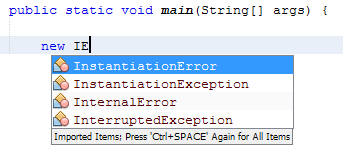 public static void main(String[] args) {
new IE
InstantiationError
InstantiationException
InternalError
InterruptedException
Imported Items; Press 'Ctrl+SPACE' Again for All Items